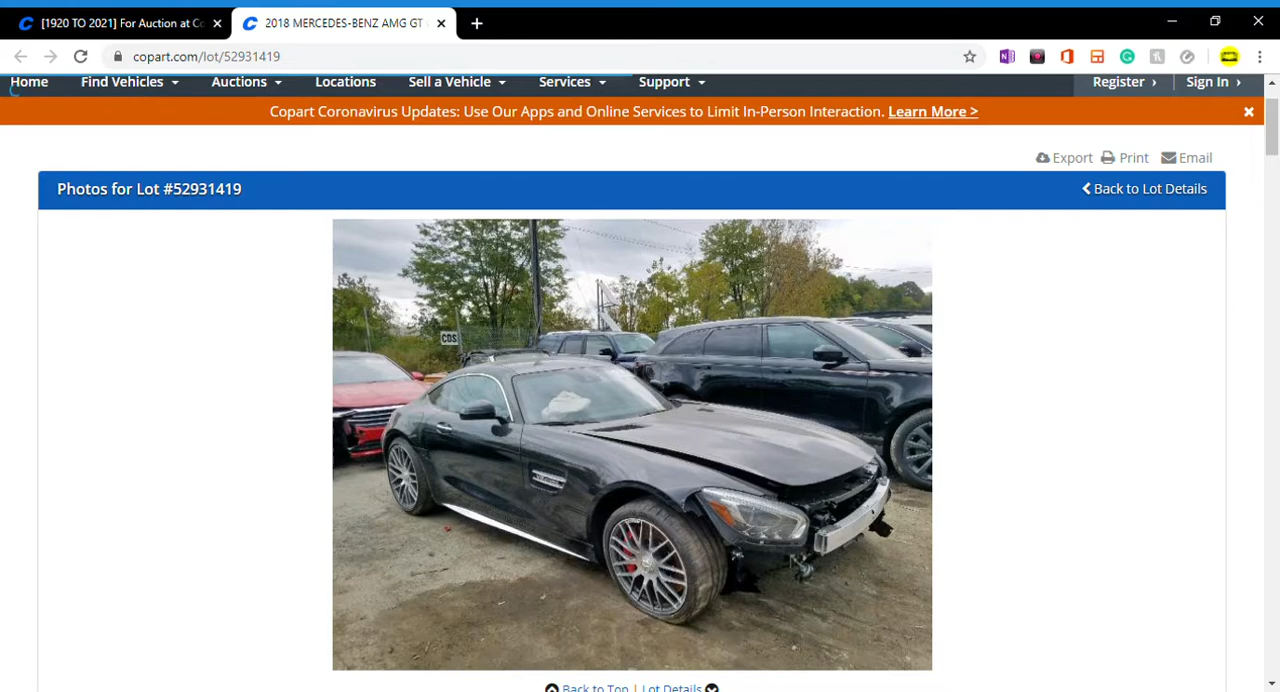 [1920 TO 2021] For Auction at Co
2018 MERCEDES-BENZ AMG GT
copart.com/lot/52931419
Home Find Vehicles Auctions Locations Sell a Vehicle Services Support Register Sign In
Copart Coronavirus Updates: Use Our Apps and Online Services to Limit In-Person Interaction. Learn More >
Export Print Email
Photos for Lot #52931419 Back to Lot Details
CDS
Back to Top | Lot Details